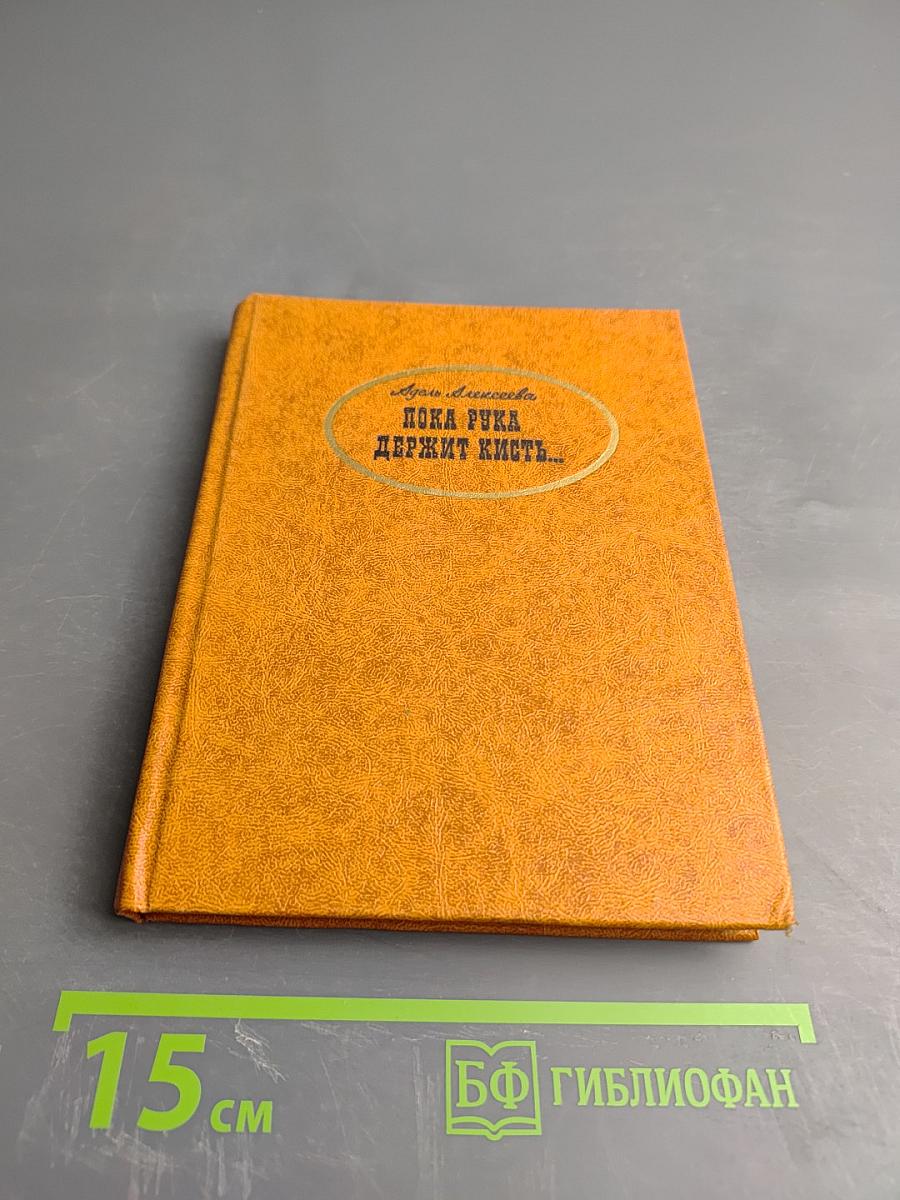 Адель Алексеева
ПОКА РУКА
ДЕРЖИТ КИСТЬ...
15 см
БФ ГИБЛИОФАН